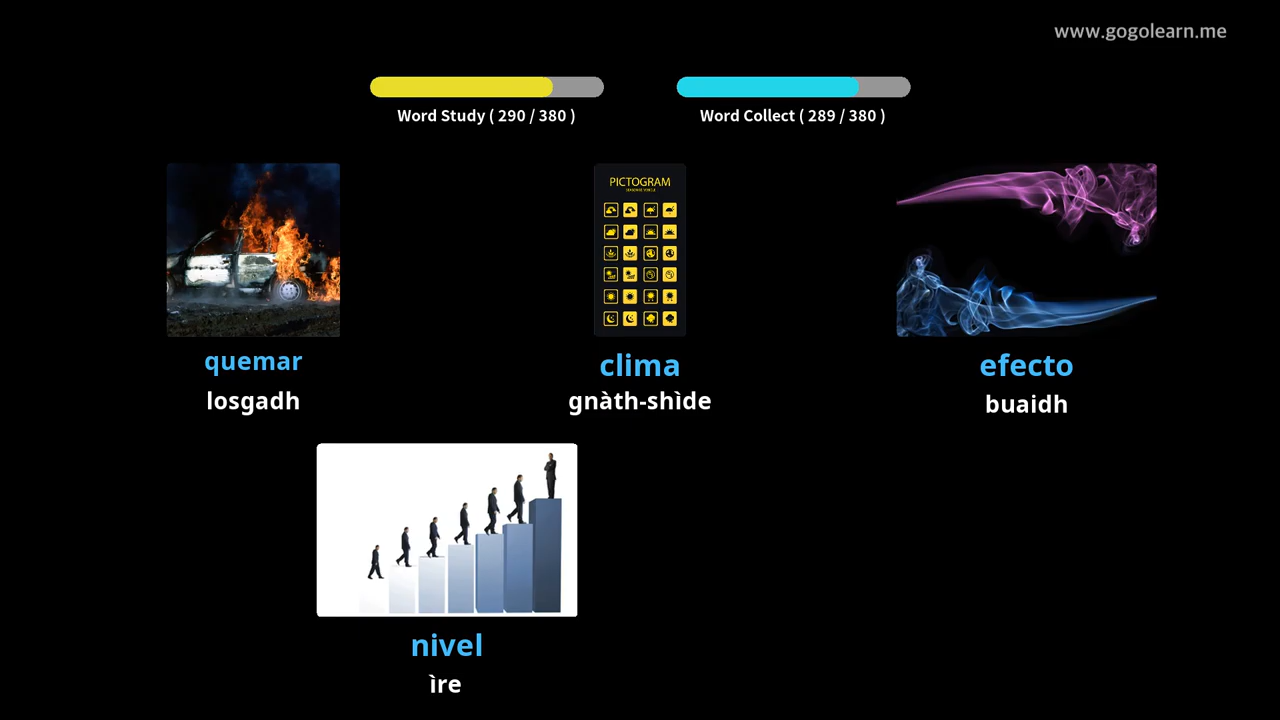 www.gogolearn.me
Word Study ( 290 / 380 )
Word Collect ( 289 / 380 )
PICTOGRAM
quemar
losgadh
clima
gnàth-shìde
efecto
buaidh
nivel
ìre